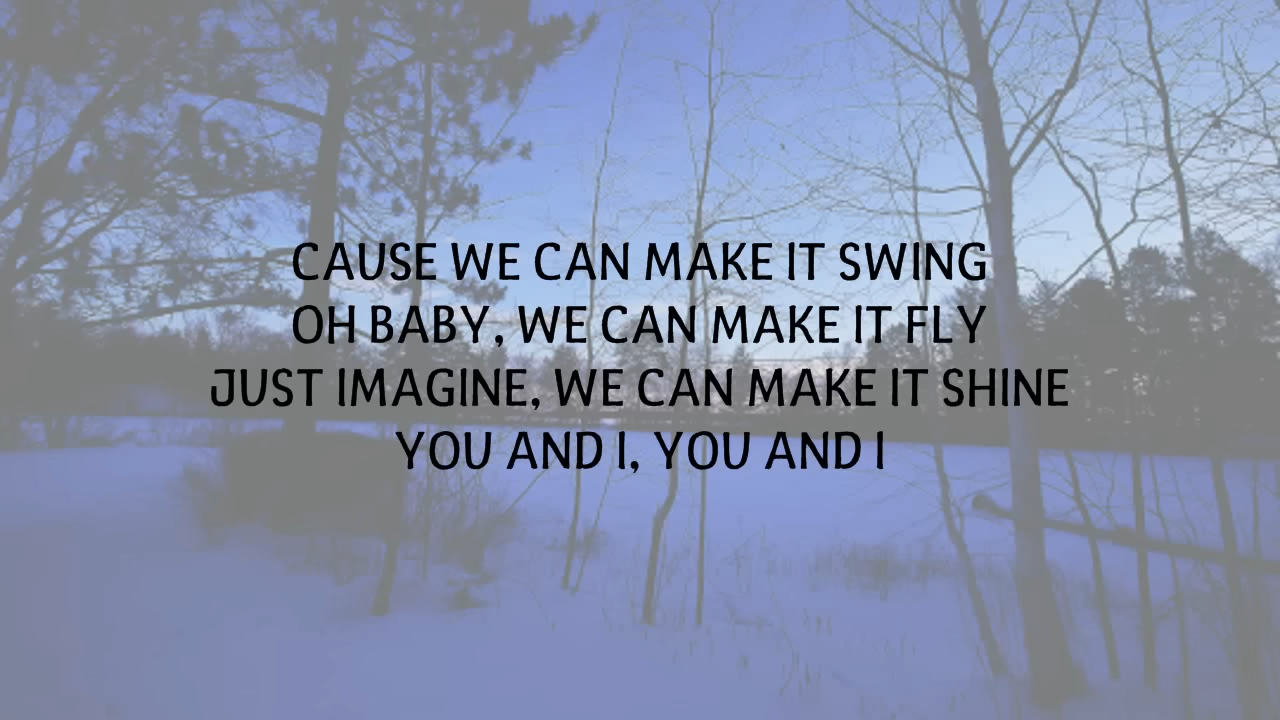 CAUSE WE CAN MAKE IT SWING
OH BABY, WE CAN MAKE IT FLY
JUST IMAGINE, WE CAN MAKE IT SHINE
YOU AND I, YOU AND I